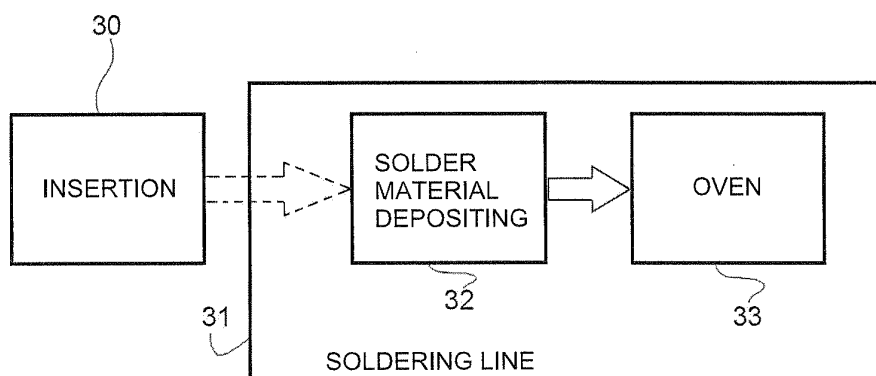 30
INSERTION
SOLDER
MATERIAL
DEPOSITING
OVEN
32
33
31
SOLDERING LINE